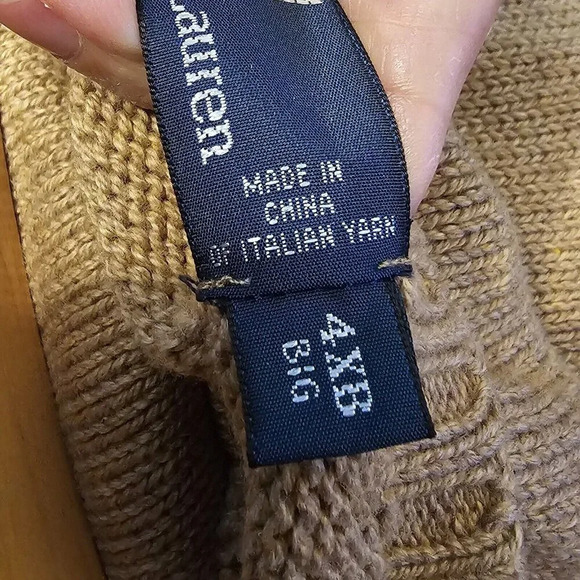 Lauren
MADE IN
CHINA
OF ITALIAN YARN
4XB
BIG